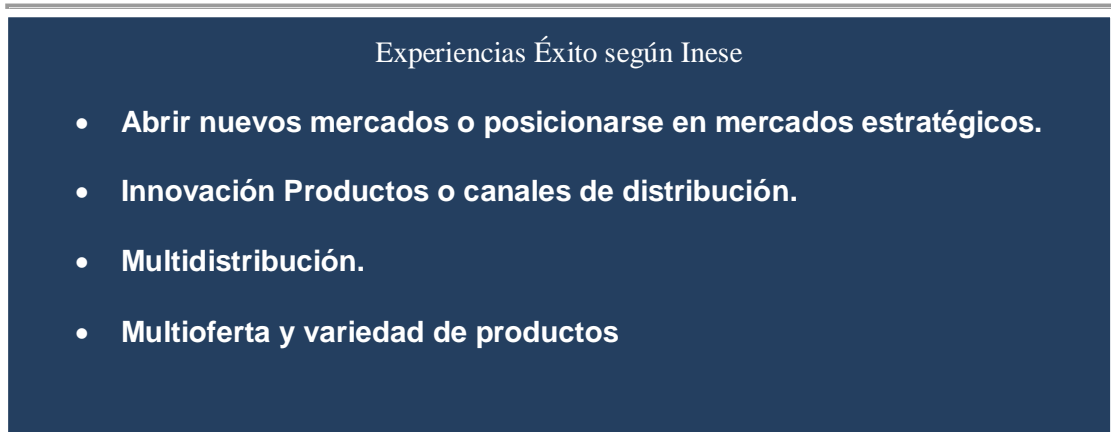 Experiencias Éxito según Inese
• Abrir nuevos mercados o posicionarse en mercados estratégicos.
• Innovación Productos o canales de distribución.
• Multidistribución.
• Multioferta y variedad de productos